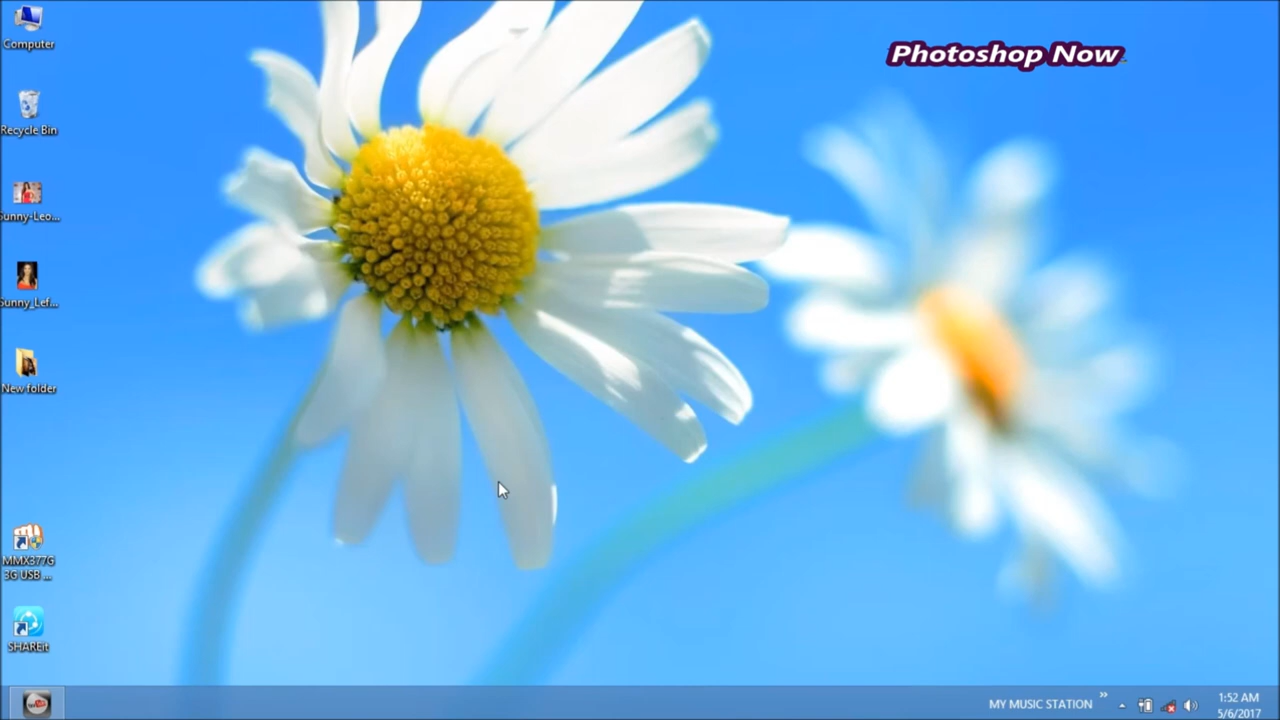 Photoshop Now
Computer
Recycle Bin
Sunny-Leo...
Sunny_Lef...
New folder
MMX377G
3G USB ...
SHAREit
MY MUSIC STATION
1:52 AM
5/6/2017